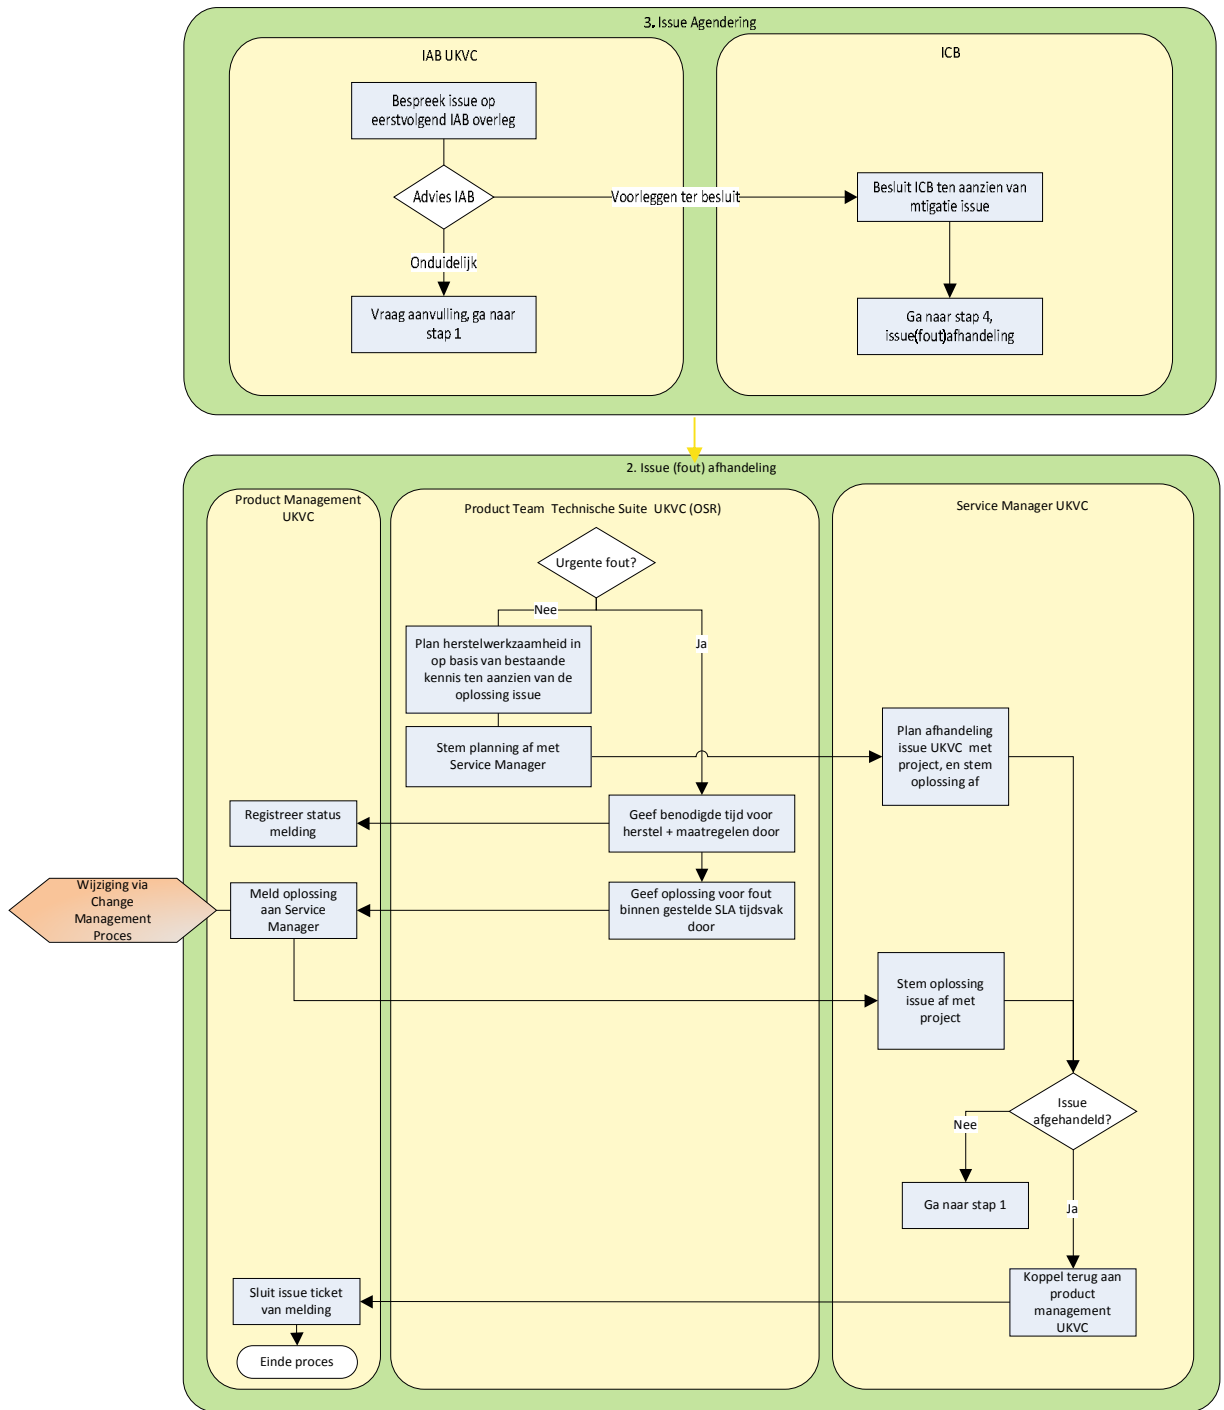 3. Issue Agendering
IAB UKVC
ICB
Bespreek issue op
eerstvolgend IAB overleg
Advies IAB
Voorleggen ter besluit
Besluit ICB ten aanzien van
mtigatie issue
Onduidelijk
Vraag aanvulling, ga naar
stap 1
Ga naar stap 4,
issue(fout)afhandeling
2. Issue (fout) afhandeling
Product Management
UKVC
Product Team Technische Suite UKVC (OSR)
Service Manager UKVC
Urgente fout?
Nee
Ja
Plan herstelwerkzaamheid in
op basis van bestaande
kennis ten aanzien van de
oplossing issue
Stem planning af met
Service Manager
Plan afhandeling
issue UKVC met
project, en stem
oplossing af
Registreer status
melding
Geef benodigde tijd voor
herstel + maatregelen door
Wijziging via
Change
Management
Proces
Meld oplossing
aan Service
Manager
Geef oplossing voor fout
binnen gestelde SLA tijdsvak
door
Stem oplossing
issue af met
project
Issue
afgehandeld?
Nee
Ga naar stap 1
Ja
Koppel terug aan
product
management
UKVC
Sluit issue ticket
van melding
Einde proces